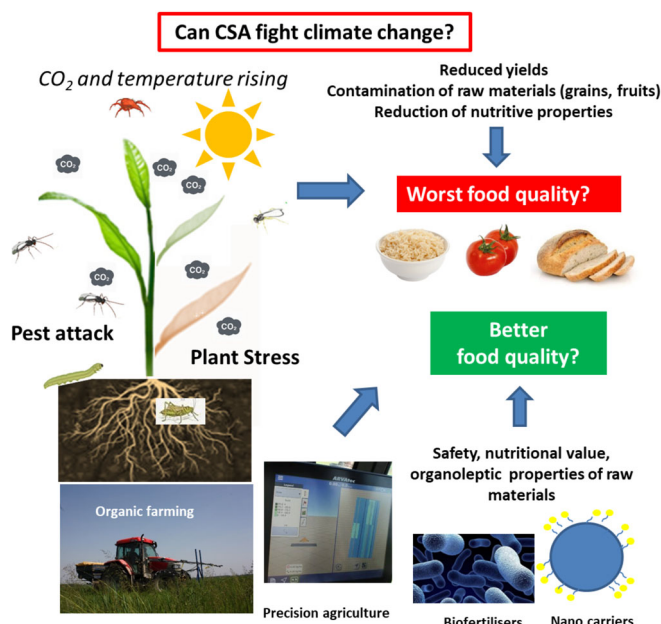 Can CSA fight climate change?
CO₂ and temperature rising
Reduced yields
Contamination of raw materials (grains, fruits)
Reduction of nutritive properties
CO₂
CO₂
CO₂
Worst food quality?
CO₂
CO₂
CO₂
Pest attack
Plant Stress
Better
food quality?
Safety, nutritional value,
organoleptic properties of raw
materials
Organic farming
Precision agriculture
Biofertilisers
Nano carriers